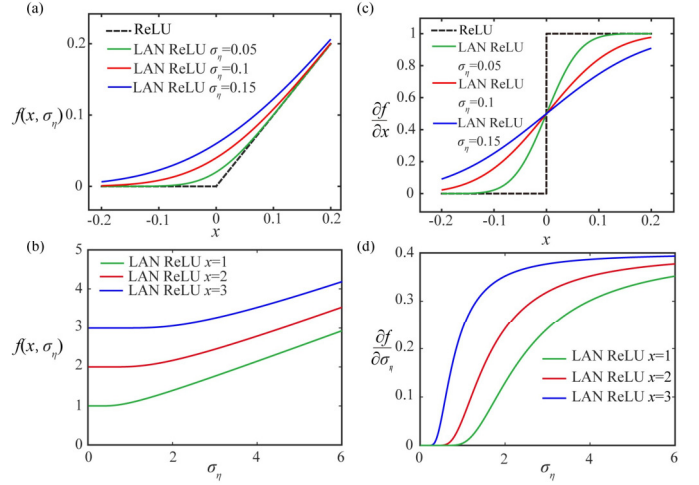 (a)
ReLU
LAN ReLU σ_η=0.05
LAN ReLU σ_η=0.1
LAN ReLU σ_η=0.15
f(x, σ_η)
0.2
0.1
0
-0.2
-0.1
0
0.1
0.2
x
(c)
ReLU
LAN ReLU
σ_η=0.05
LAN ReLU
σ_η=0.1
LAN ReLU
σ_η=0.15
∂f
∂x
1
0.8
0.6
0.4
0.2
0
-0.2
-0.1
0
0.1
0.2
x
(b)
LAN ReLU x=1
LAN ReLU x=2
LAN ReLU x=3
f(x, σ_η)
5
4
3
2
1
0
0
2
4
6
σ_η
(d)
LAN ReLU x=1
LAN ReLU x=2
LAN ReLU x=3
∂f
∂σ_η
0.4
0.3
0.2
0.1
0
2
4
6
σ_η